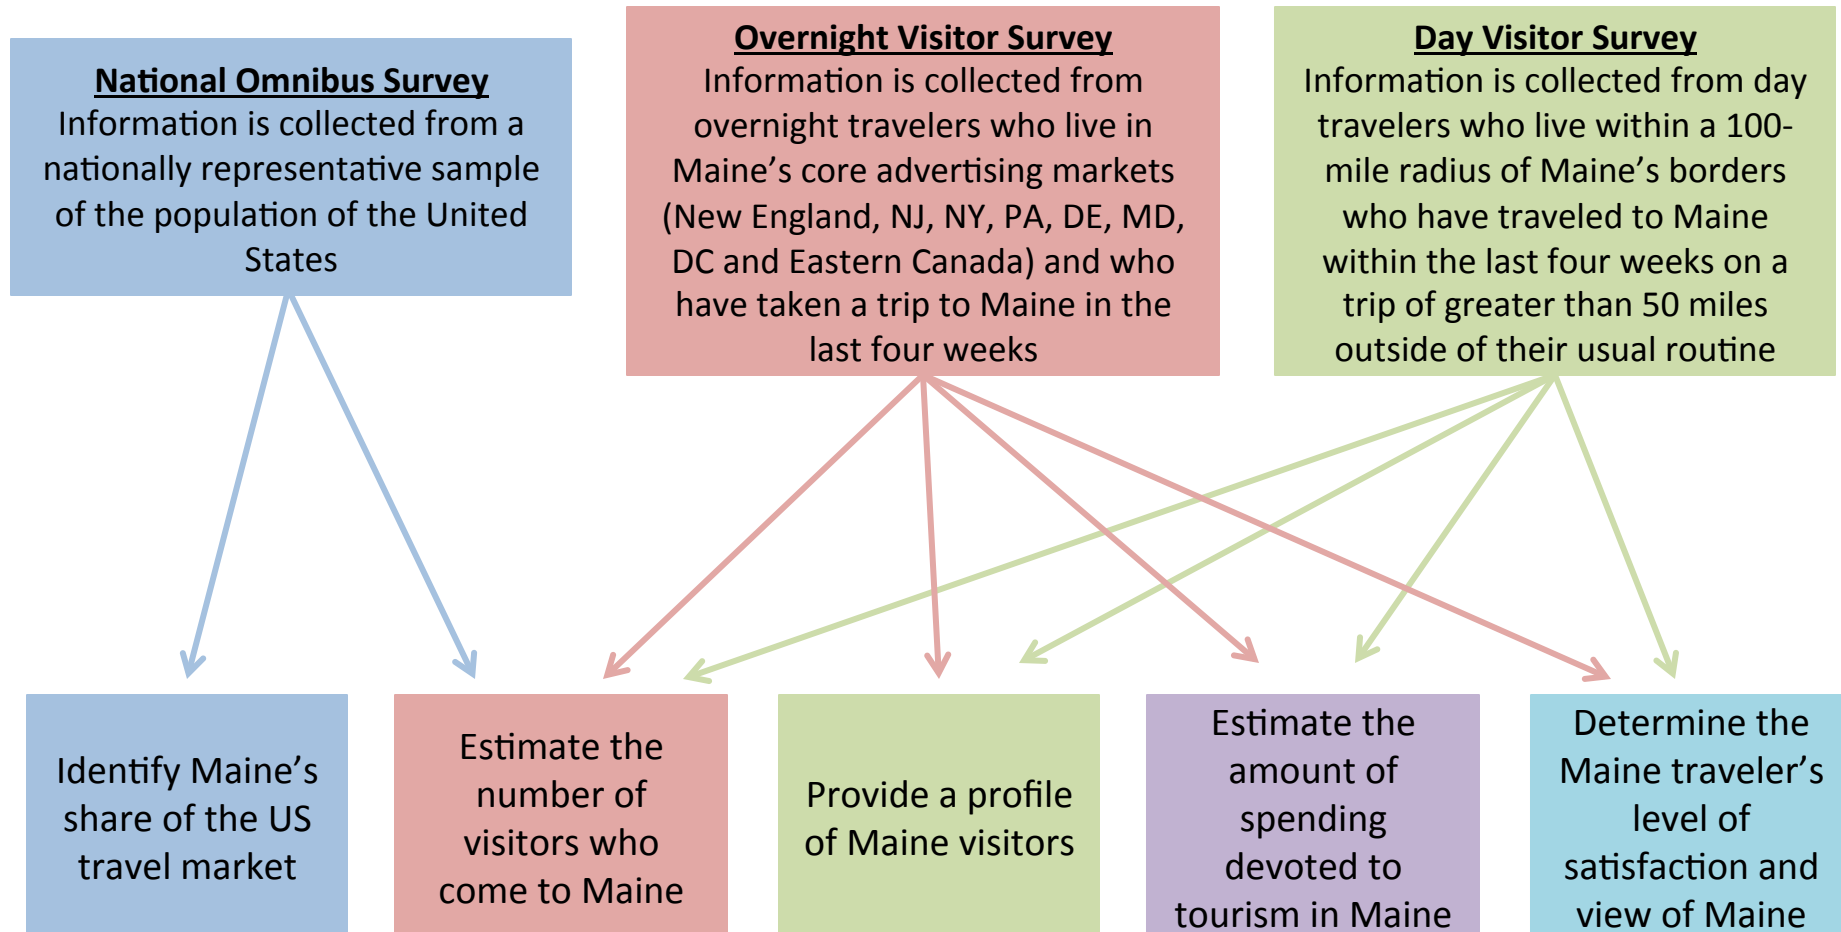 National Omnibus Survey
Information is collected from a
nationally representative sample
of the population of the United
States
Overnight Visitor Survey
Information is collected from
overnight travelers who live in
Maine’s core advertising markets
(New England, NJ, NY, PA, DE, MD,
DC and Eastern Canada) and who
have taken a trip to Maine in the
last four weeks
Day Visitor Survey
Information is collected from day
travelers who live within a 100-
mile radius of Maine’s borders
who have traveled to Maine
within the last four weeks on a
trip of greater than 50 miles
outside of their usual routine
Identify Maine’s
share of the US
travel market
Estimate the
number of
visitors who
come to Maine
Provide a profile
of Maine visitors
Estimate the
amount of
spending
devoted to
tourism in Maine
Determine the
Maine traveler’s
level of
satisfaction and
view of Maine